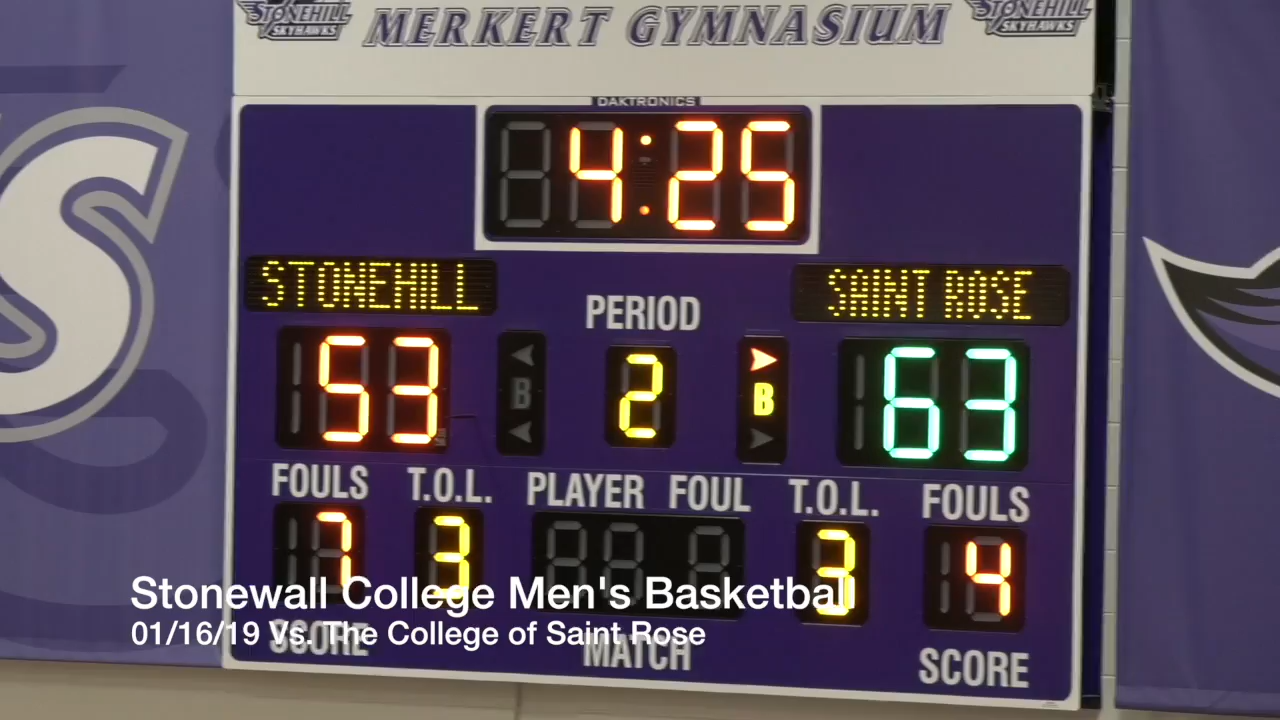 STONEHILL
SKYHAWKS
MERKERT GYMNASIUM
STONEHILL
SKYHAWKS
DAKTRONICS
4:25
STONEHILL
SAINT ROSE
PERIOD
53
B
2
B
63
FOULS T.O.L. PLAYER FOUL T.O.L. FOULS
7 3 3 4
Stonewall College Men's Basketball
01/16/19 Vs. The College of Saint Rose
SCORE MATCH SCORE
S